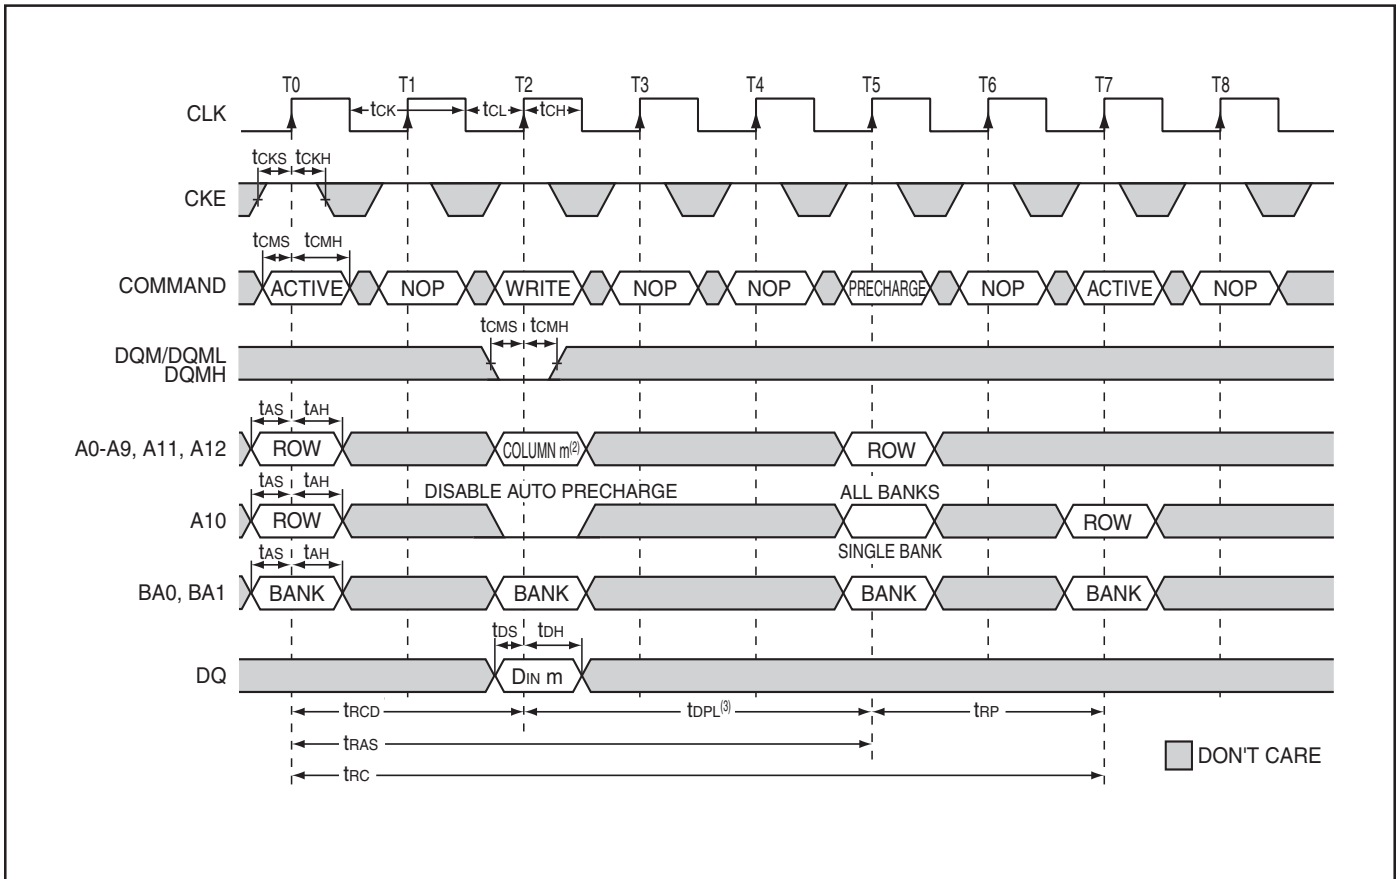 T0 T1 T2 T3 T4 T5 T6 T7 T8
CLK tCK tCL tCH
tCKS tCKH
CKE
tCMS tCMH
COMMAND ACTIVE NOP WRITE NOP NOP PRECHARGE NOP ACTIVE NOP
tCMS tCMH
DQM/DQML
DQMH
tAS tAH
A0-A9, A11, A12 ROW COLUMN m(2) ROW
tAS tAH DISABLE AUTO PRECHARGE ALL BANKS
A10 ROW ROW
tAS tAH SINGLE BANK
BA0, BA1 BANK BANK BANK BANK
tDS tDH
DQ DIN m
tRCD tDPL(3) tRP
tRAS
DON'T CARE
tRC